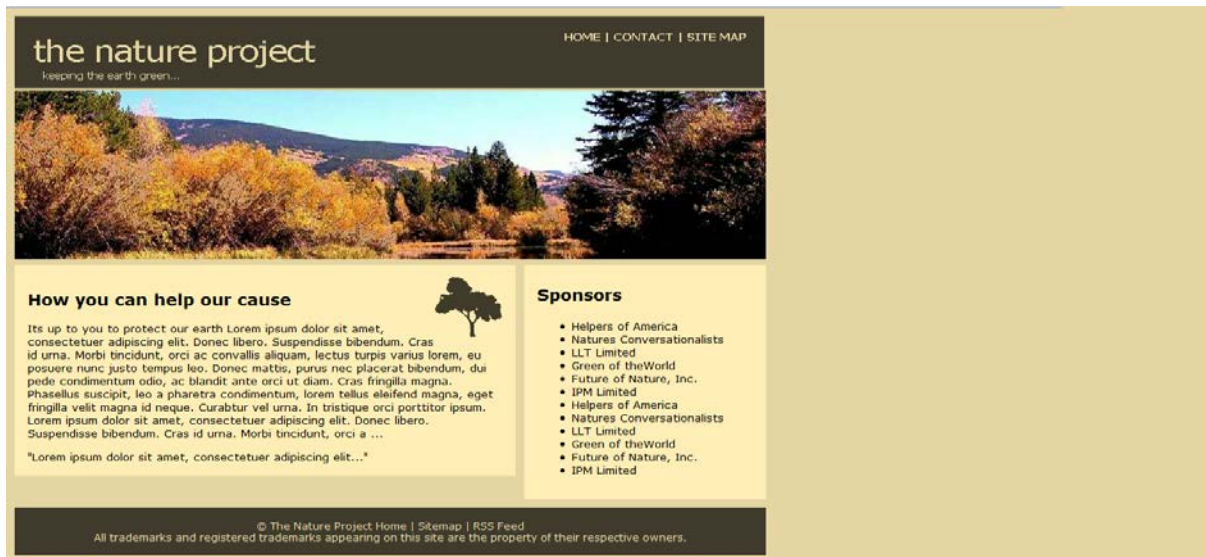 the nature project
keeping the earth green...
HOME | CONTACT | SITE MAP
How you can help our cause
Its up to you to protect our earth Lorem ipsum dolor sit amet,
consectetuer adipiscing elit. Donec libero. Suspendisse bibendum. Cras
id urna. Morbi tincidunt, orci ac convallis aliquam, lectus turpis varius lorem, eu
posuere nunc justo tempus leo. Donec mattis, purus nec placerat bibendum, dui
pede condimentum odio, ac blandit ante orci ut diam. Cras fringilla magna.
Phasellus suscipit, leo a pharetra condimentum, lorem tellus eleifend magna, eget
fringilla velit magna id neque. Curabtur vel urna. In tristique orci porttitor ipsum.
Lorem ipsum dolor sit amet, consectetuer adipiscing elit. Donec libero.
Suspendisse bibendum. Cras id urna. Morbi tincidunt, orci a ...
"Lorem ipsum dolor sit amet, consectetuer adipiscing elit..."
Sponsors
Helpers of America
Natures Conversationalists
LLT Limited
Green of theWorld
Future of Nature, Inc.
IPM Limited
Helpers of America
Natures Conversationalists
LLT Limited
Green of theWorld
Future of Nature, Inc.
IPM Limited
© The Nature Project Home | Sitemap | RSS Feed
All trademarks and registered trademarks appearing on this site are the property of their respective owners.